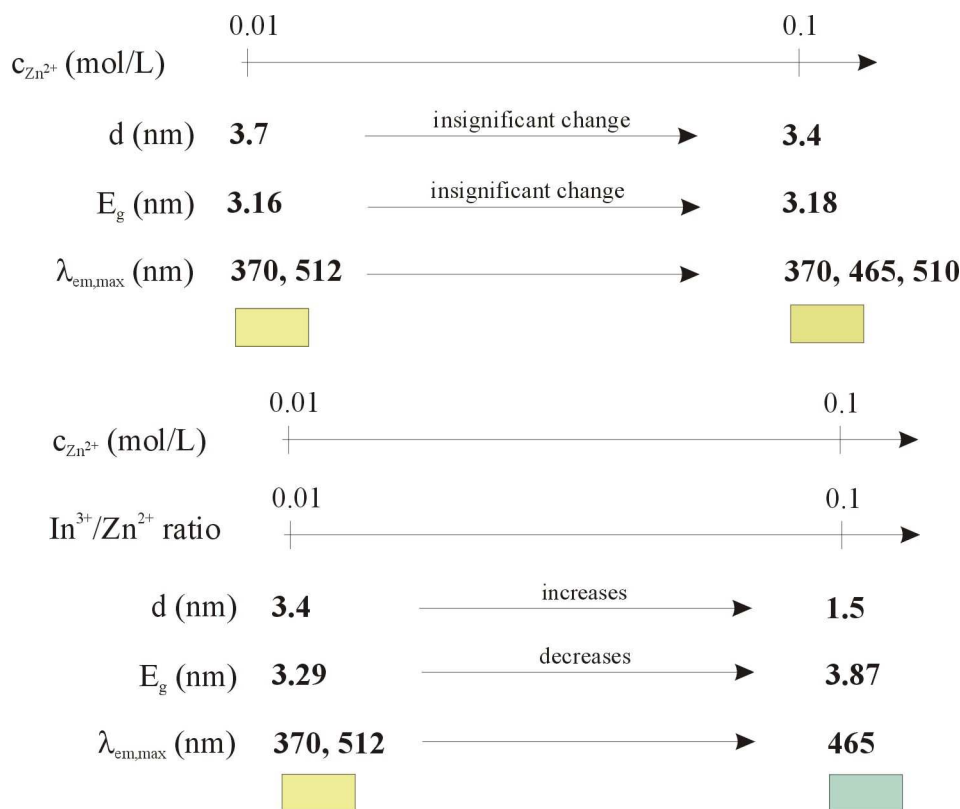 0.01 0.1
c_Zn²⁺ (mol/L)
d (nm) 3.7 insignificant change 3.4
E_g (nm) 3.16 insignificant change 3.18
λ_em,max (nm) 370, 512 370, 465, 510
0.01 0.1
c_Zn²⁺ (mol/L)
0.01 0.1
In³⁺/Zn²⁺ ratio
d (nm) 3.4 increases 1.5
E_g (nm) 3.29 decreases 3.87
λ_em,max (nm) 370, 512 465